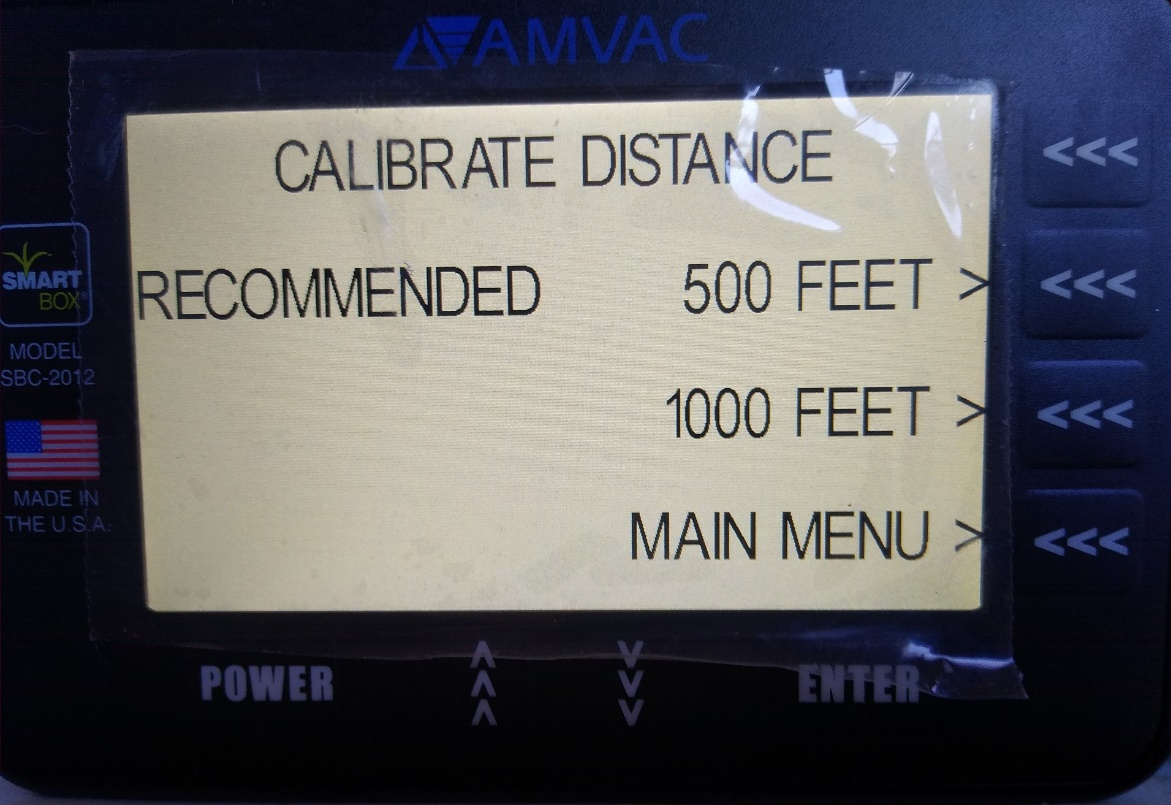 AMVAC
CALIBRATE DISTANCE
RECOMMENDED 500 FEET >
1000 FEET >
MAIN MENU >
<<<
<<<
<<<
<<<
SMART
BOX®
MODEL
SBC-2012
MADE IN
THE U.S.A.
POWER
ENTER